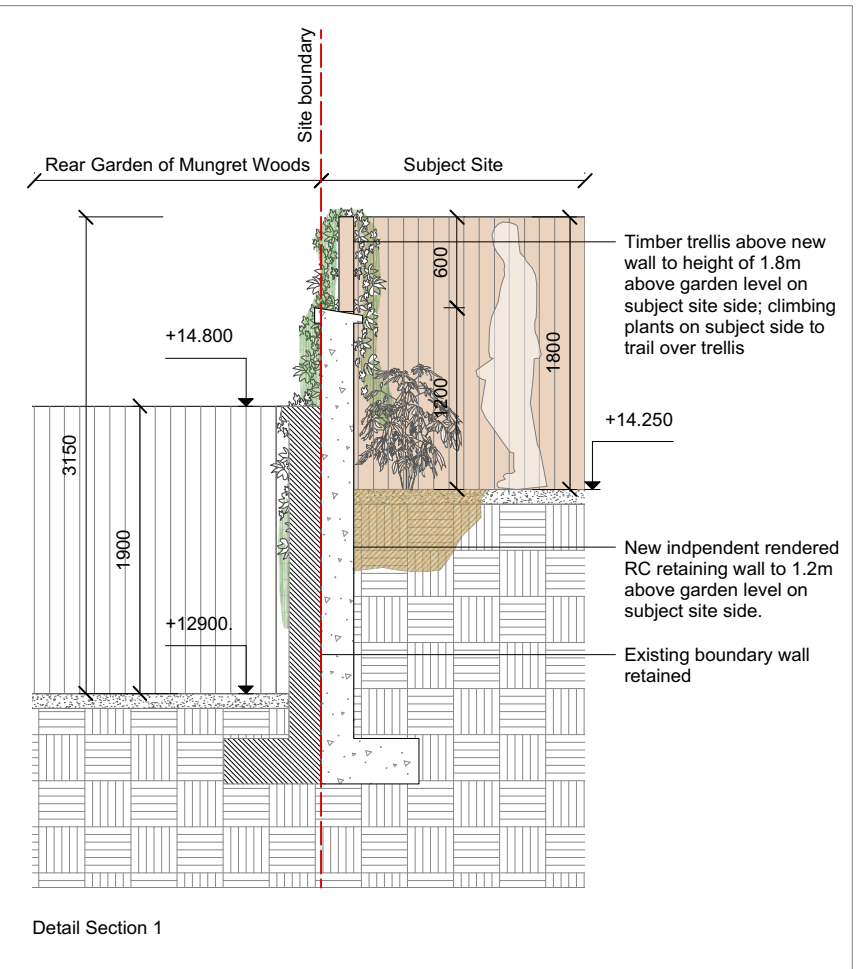 Site boundary
Rear Garden of Mungret Woods
Subject Site
Timber trellis above new
wall to height of 1.8m
above garden level on
subject site side; climbing
plants on subject side to
trail over trellis
600
+14.800
1800
1200
+14.250
3150
1900
New indpendent rendered
RC retaining wall to 1.2m
above garden level on
subject site side.
+12900.
Existing boundary wall
retained
Detail Section 1